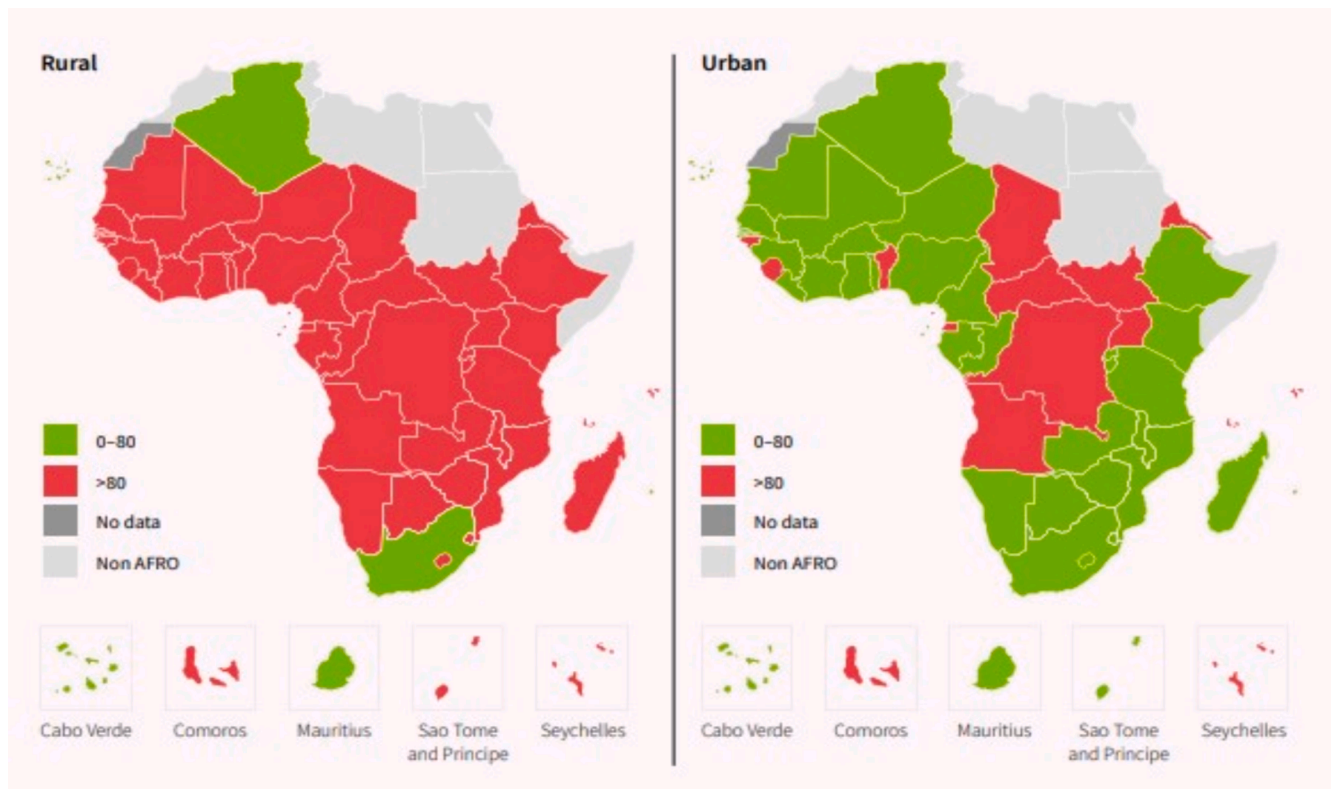 Rural
0–80
>80
No data
Non AFRO
Cabo Verde
Comoros
Mauritius
Sao Tome
and Principe
Seychelles
Urban
0–80
>80
No data
Non AFRO
Cabo Verde
Comoros
Mauritius
Sao Tome
and Principe
Seychelles